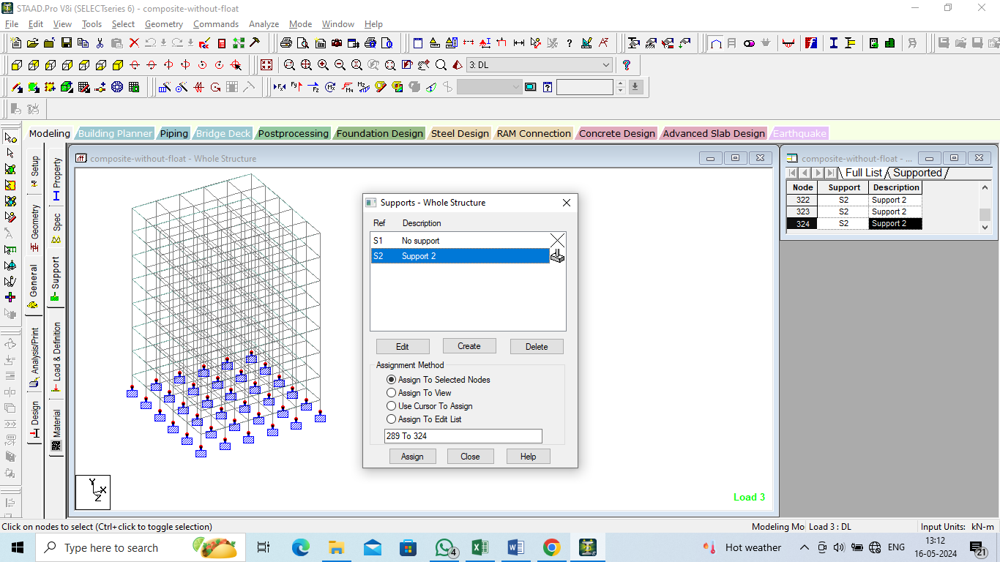 STAAD.Pro V8i (SELECTseries 6) - composite-without-float
File Edit View Tools Select Geometry Commands Analyze Mode Window Help
3: DL
Modeling Building Planner Piping Bridge Deck Postprocessing Foundation Design Steel Design RAM Connection Concrete Design Advanced Slab Design Earthquake
Setup
Geometry
General
Analysis/Print
Design
Property
Spec
Support
Load & Definition
Material
composite-without-float - Whole Structure
Supports - Whole Structure
Ref Description
S1 No support
S2 Support 2
Edit Create Delete
Assignment Method
Assign To Selected Nodes
Assign To View
Use Cursor To Assign
Assign To Edit List
289 To 324
Assign Close Help
Y
X
Z
Load 3
composite-without-float - ...
Full List Supported
Node Support Description
322 S2 Support 2
323 S2 Support 2
324 S2 Support 2
Click on nodes to select (Ctrl+click to toggle selection)
Modeling Mo Load 3 : DL Input Units: kN-m
Type here to search
4
Hot weather
ENG
13:12
16-05-2024
21